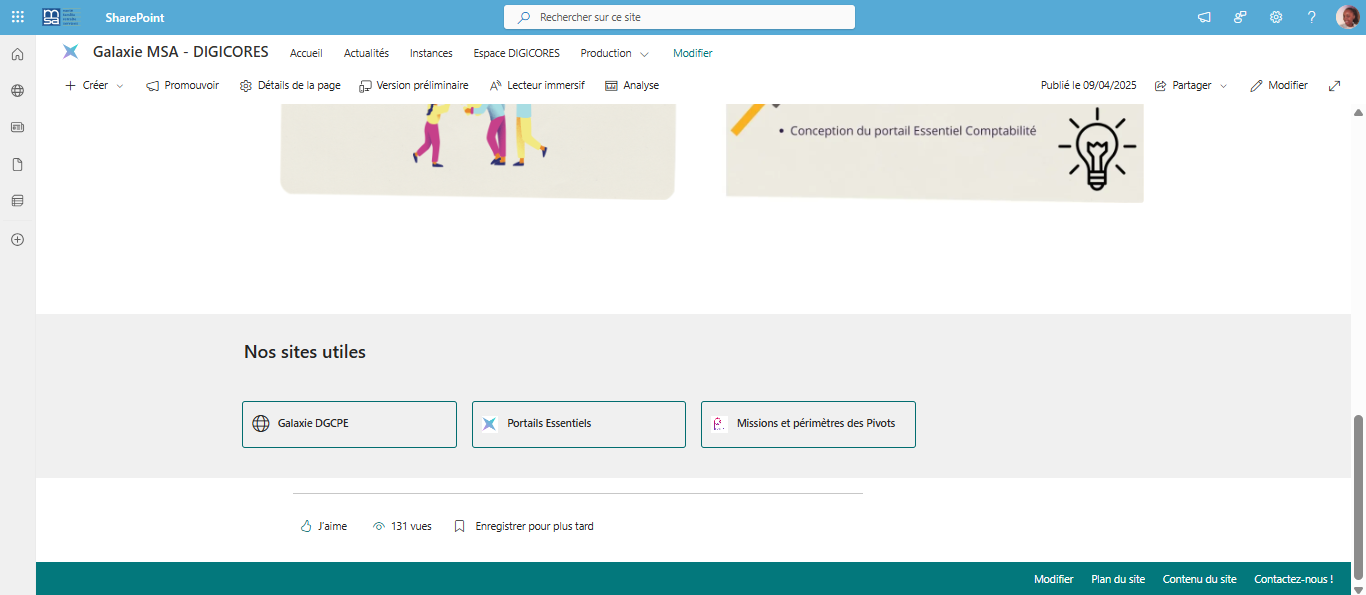 msa
SharePoint
Rechercher sur ce site
Galaxie MSA - DIGICORES
Accueil
Actualités
Instances
Espace DIGICORES
Production
Modifier
Créer
Promouvoir
Détails de la page
Version préliminaire
Lecteur immersif
Analyse
Publié le 09/04/2025
Partager
Modifier
• Conception du portail Essentiel Comptabilité
Nos sites utiles
Galaxie DGCPE
Portails Essentiels
Missions et périmètres des Pivots
J'aime
131 vues
Enregistrer pour plus tard
Modifier
Plan du site
Contenu du site
Contactez-nous !